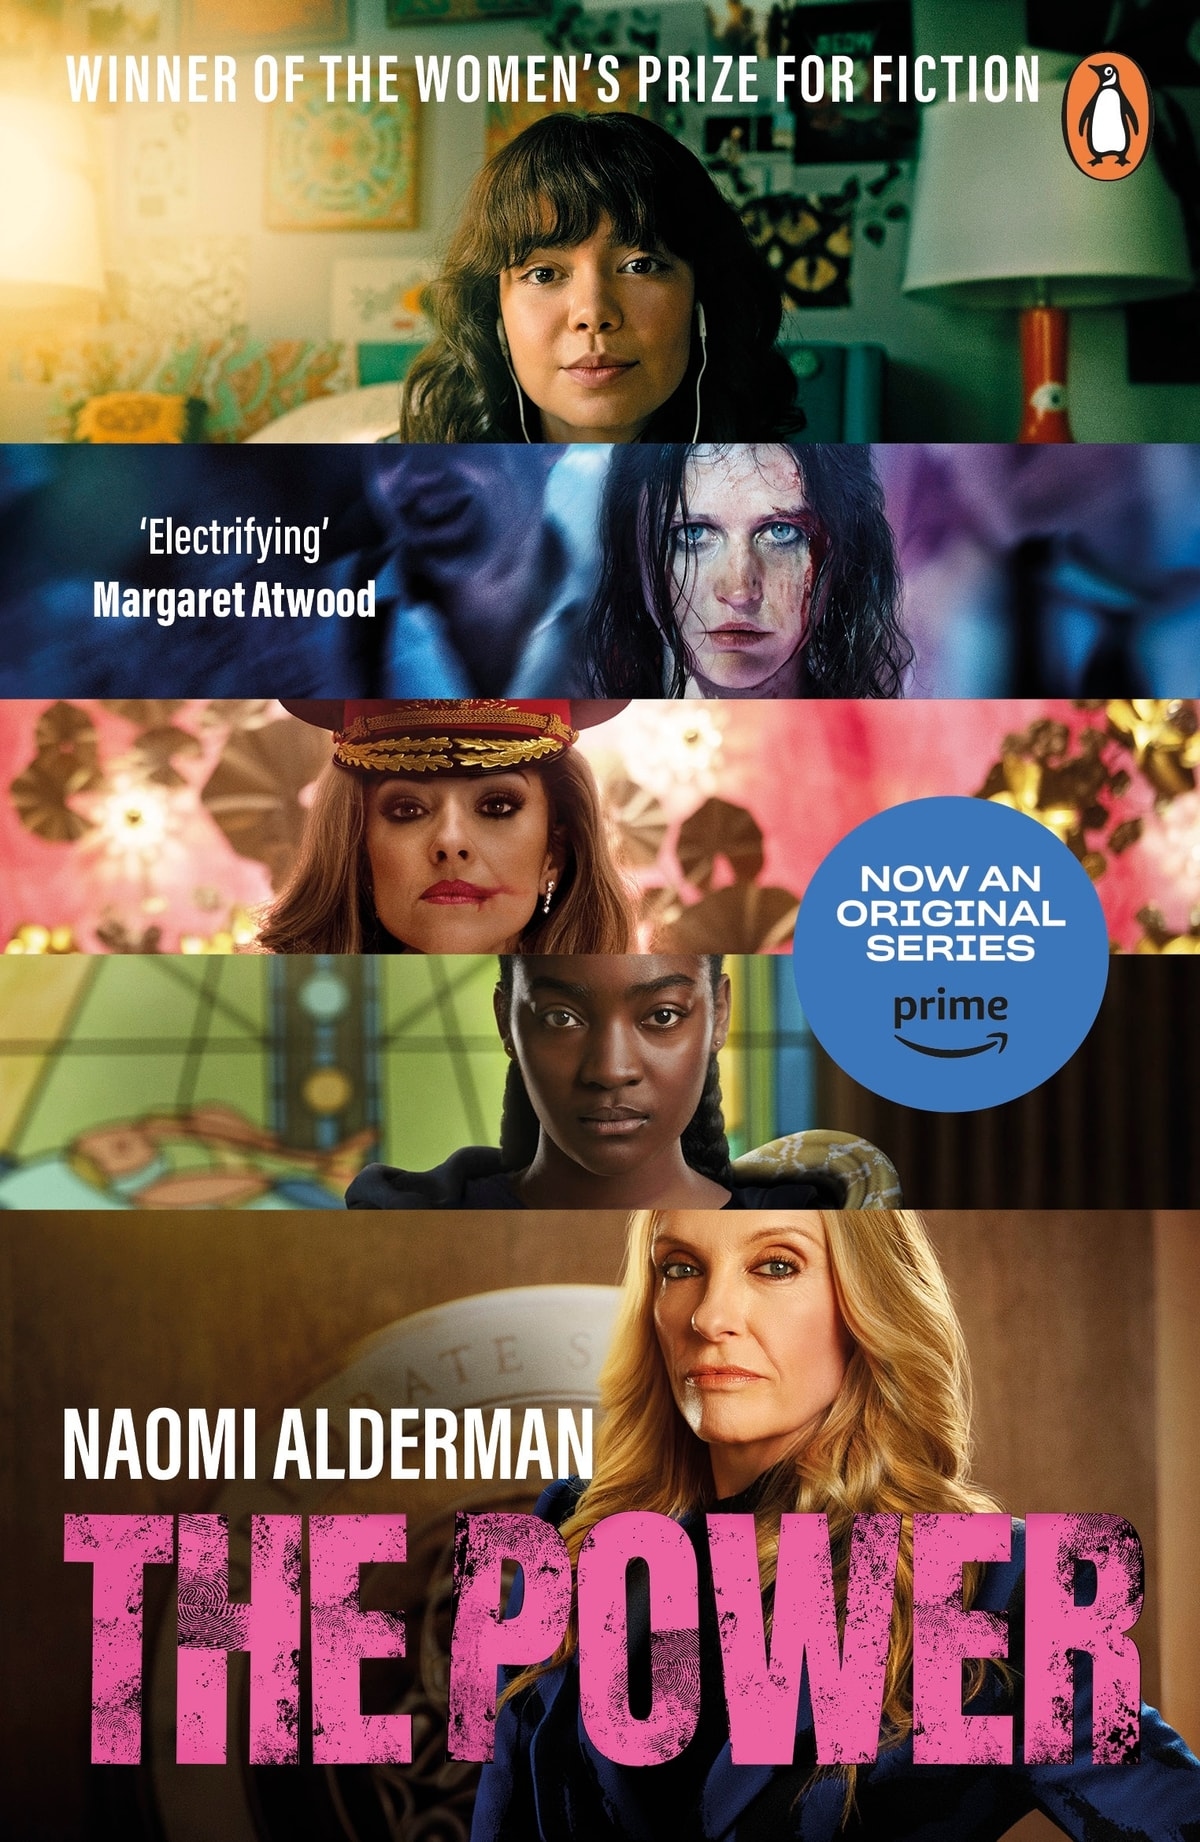 WINNER OF THE WOMEN’S PRIZE FOR FICTION
‘Electrifying’
Margaret Atwood
NOW AN
ORIGINAL
SERIES
prime
ATE S
NAOMI ALDERMAN
THE POWER